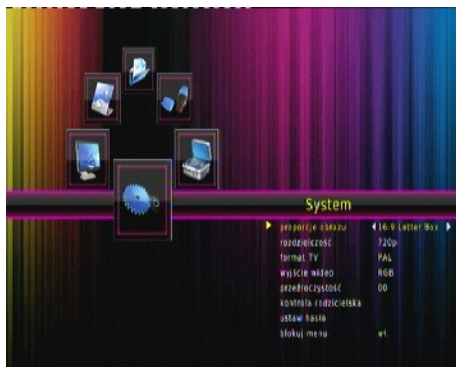 System
proporcje obrazu 16:9 Letter Box
rozdzielczość 720p
format TV PAL
wyjście wideo RGB
przeźroczystość 00
kontrola rodzicielska
ustaw hasło
blokuj menu wł.